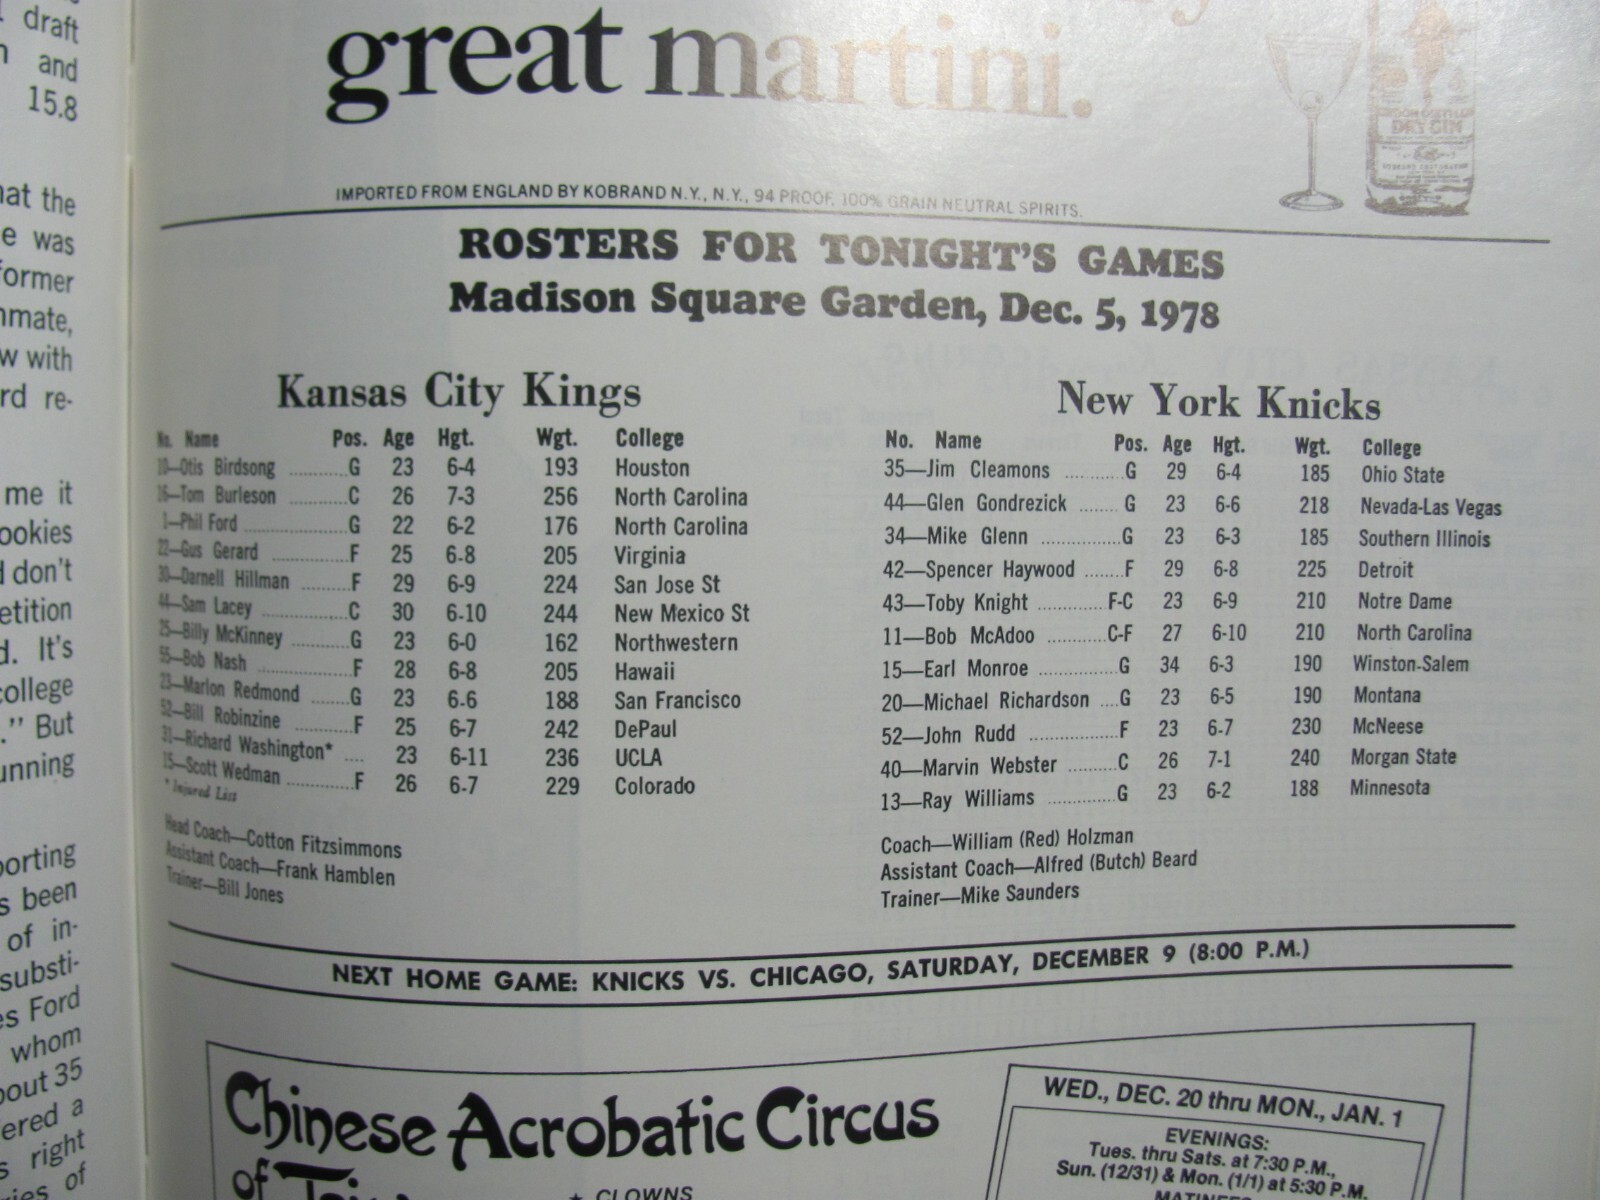 draft
and
15.8
hat the
e was
former
mate,
w with
rd re-
me it
ookies
don't
petition
d. It's
college
." But
unning
porting
s been
of in-
substi-
es Ford
whom
bout 35
ered a
s right
ries of
great martini.
DRY GIN
IMPORTED FROM ENGLAND BY KOBRAND N.Y., N.Y., 94 PROOF, 100% GRAIN NEUTRAL SPIRITS.
ROSTERS FOR TONIGHT'S GAMES
Madison Square Garden, Dec. 5, 1978
Kansas City Kings
No. Name Pos. Age Hgt. Wgt. College
10—Otis Birdsong ..........G 23 6-4 193 Houston
16—Tom Burleson ..........C 26 7-3 256 North Carolina
1—Phil Ford ..........G 22 6-2 176 North Carolina
22—Gus Gerard ..........F 25 6-8 205 Virginia
30—Darnell Hillman ..........F 29 6-9 224 San Jose St
44—Sam Lacey ..........C 30 6-10 244 New Mexico St
25—Billy McKinney ..........G 23 6-0 162 Northwestern
55—Bob Nash ..........F 28 6-8 205 Hawaii
23—Marlon Redmond ....G 23 6.6 188 San Francisco
52—Bill Robinzine ..........F 25 6-7 242 DePaul
31—Richard Washington* .... 23 6-11 236 UCLA
15—Scott Wedman ..........F 26 6-7 229 Colorado
* Injured List
Head Coach—Cotton Fitzsimmons
Assistant Coach—Frank Hamblen
Trainer—Bill Jones
New York Knicks
No. Name Pos. Age Hgt. Wgt. College
35—Jim Cleamons ..........G 29 6-4 185 Ohio State
44—Glen Gondrezick ........G 23 6-6 218 Nevada-Las Vegas
34—Mike Glenn ..............G 23 6-3 185 Southern Illinois
42—Spencer Haywood .......F 29 6-8 225 Detroit
43—Toby Knight ............F-C 23 6-9 210 Notre Dame
11—Bob McAdoo ............C-F 27 6-10 210 North Carolina
15—Earl Monroe ..............G 34 6-3 190 Winston-Salem
20—Michael Richardson ....G 23 6-5 190 Montana
52—John Rudd ..............F 23 6-7 230 McNeese
40—Marvin Webster .........C 26 7-1 240 Morgan State
13—Ray Williams .............G 23 6-2 188 Minnesota
Coach—William (Red) Holzman
Assistant Coach—Alfred (Butch) Beard
Trainer—Mike Saunders
NEXT HOME GAME: KNICKS VS. CHICAGO, SATURDAY, DECEMBER 9 (8:00 P.M.)
Chinese Acrobatic Circus
of
★ CLOWNS
WED., DEC. 20 thru MON., JAN. 1
EVENINGS:
Tues. thru Sats. at 7:30 P.M.,
Sun. (12/31) & Mon. (1/1) at 5:30 P.M.
MATINEES